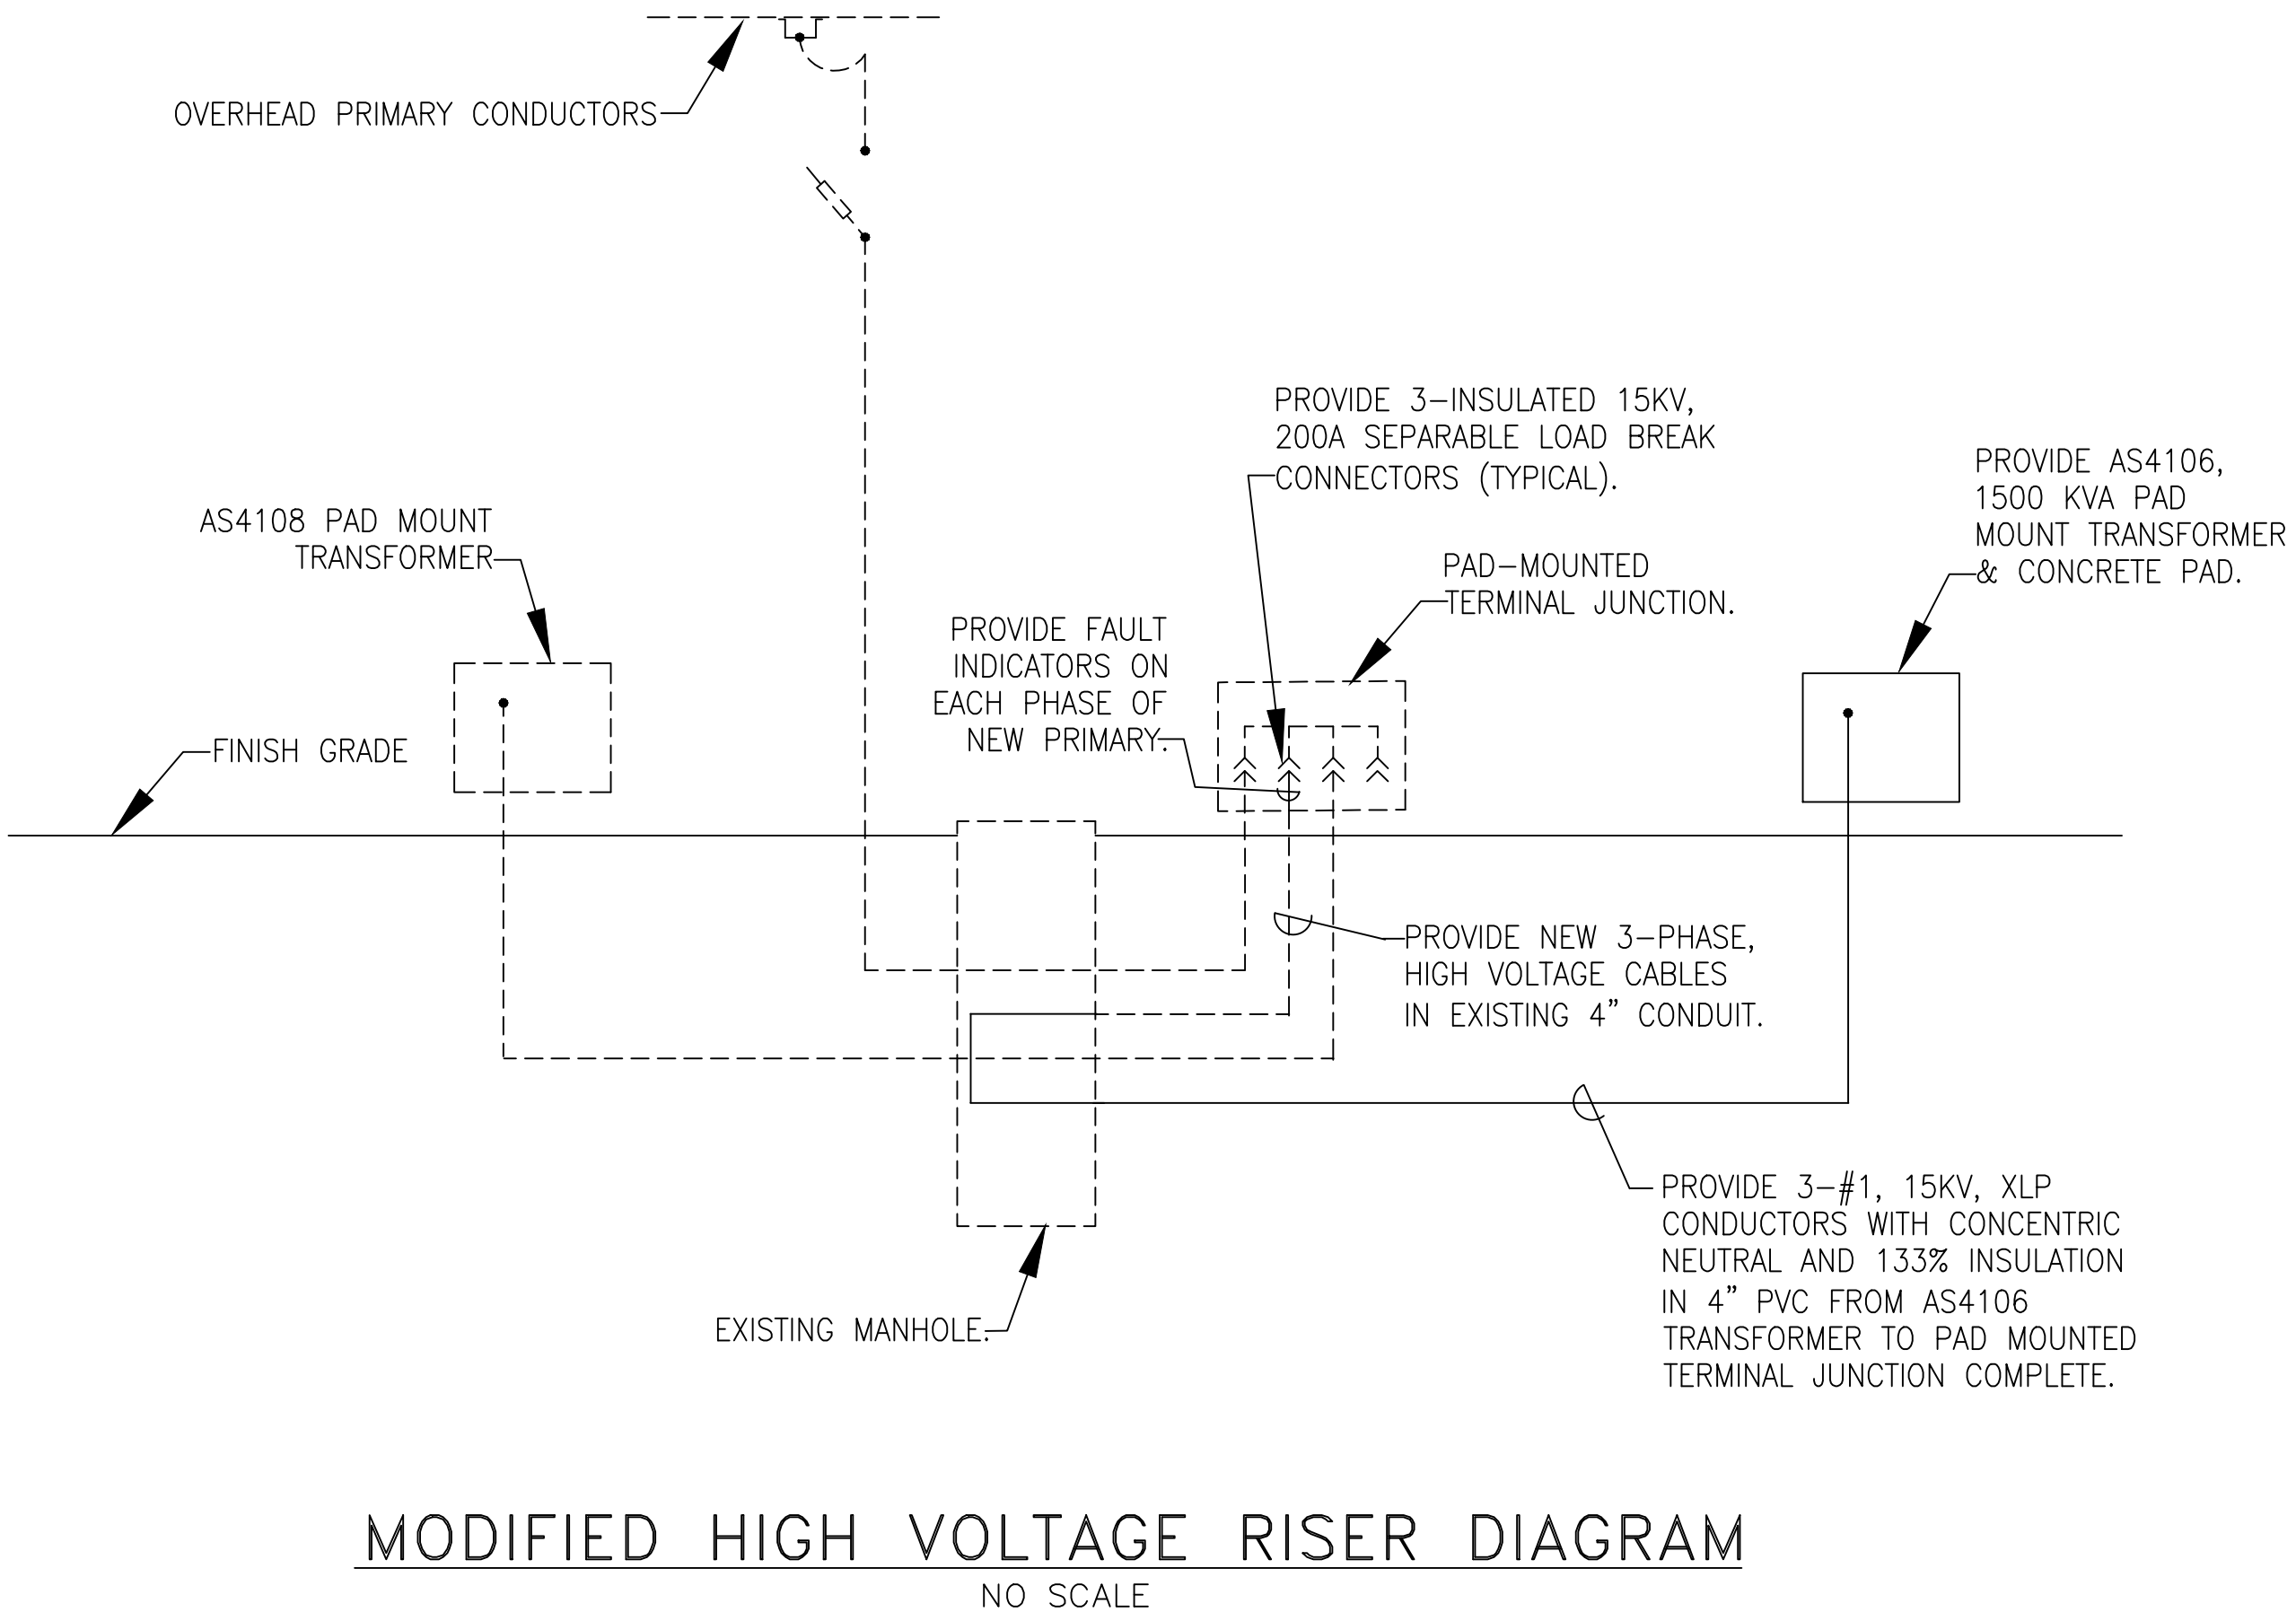 OVERHEAD PRIMARY CONDUCTORS
PROVIDE 3-INSULATED 15KV,
200A SEPARABLE LOAD BREAK
CONNECTORS (TYPICAL).
PROVIDE AS4106,
1500 KVA PAD
MOUNT TRANSFORMER
& CONCRETE PAD.
AS4108 PAD MOUNT
TRANSFORMER
PAD-MOUNTED
TERMINAL JUNCTION.
PROVIDE FAULT
INDICATORS ON
EACH PHASE OF
NEW PRIMARY.
FINISH GRADE
PROVIDE NEW 3-PHASE,
HIGH VOLTAGE CABLES
IN EXISTING 4" CONDUIT.
PROVIDE 3-#1, 15KV, XLP
CONDUCTORS WITH CONCENTRIC
NEUTRAL AND 133% INSULATION
IN 4" PVC FROM AS4106
TRANSFORMER TO PAD MOUNTED
TERMINAL JUNCTION COMPLETE.
EXISTING MANHOLE.
MODIFIED HIGH VOLTAGE RISER DIAGRAM
NO SCALE